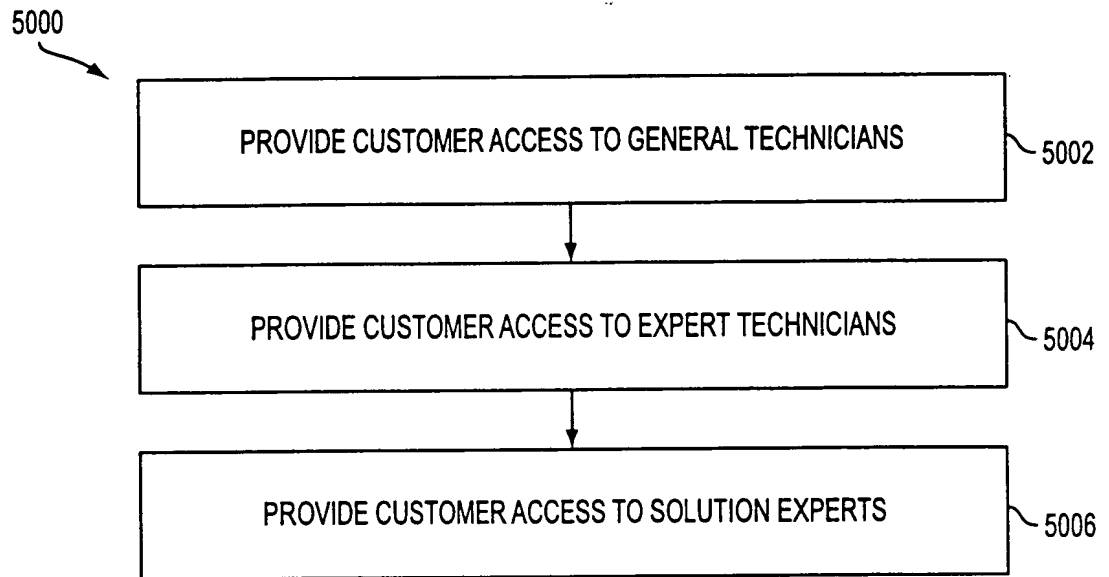 5000
PROVIDE CUSTOMER ACCESS TO GENERAL TECHNICIANS
5002
PROVIDE CUSTOMER ACCESS TO EXPERT TECHNICIANS
5004
PROVIDE CUSTOMER ACCESS TO SOLUTION EXPERTS
5006